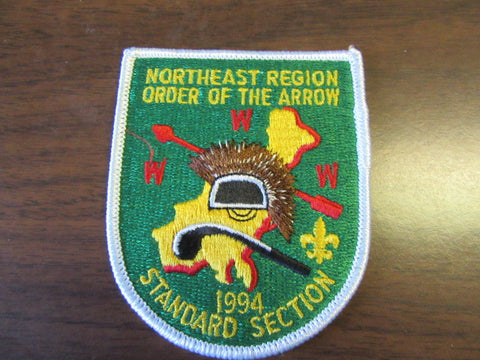 NORTHEAST REGION
ORDER OF THE ARROW
W
W W
1994
STANDARD SECTION